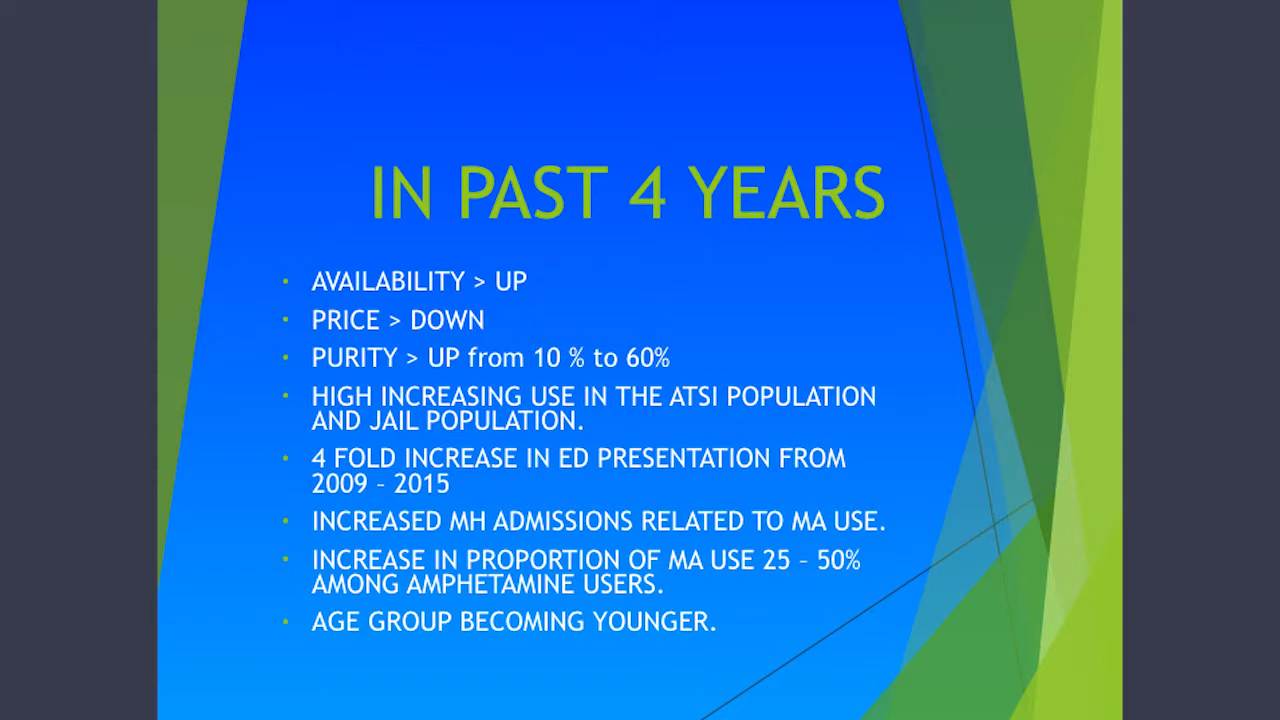 IN PAST 4 YEARS
• AVAILABILITY > UP
• PRICE > DOWN
• PURITY > UP from 10 % to 60%
• HIGH INCREASING USE IN THE ATSI POPULATION
AND JAIL POPULATION.
• 4 FOLD INCREASE IN ED PRESENTATION FROM
2009 – 2015
• INCREASED MH ADMISSIONS RELATED TO MA USE.
• INCREASE IN PROPORTION OF MA USE 25 – 50%
AMONG AMPHETAMINE USERS.
• AGE GROUP BECOMING YOUNGER.